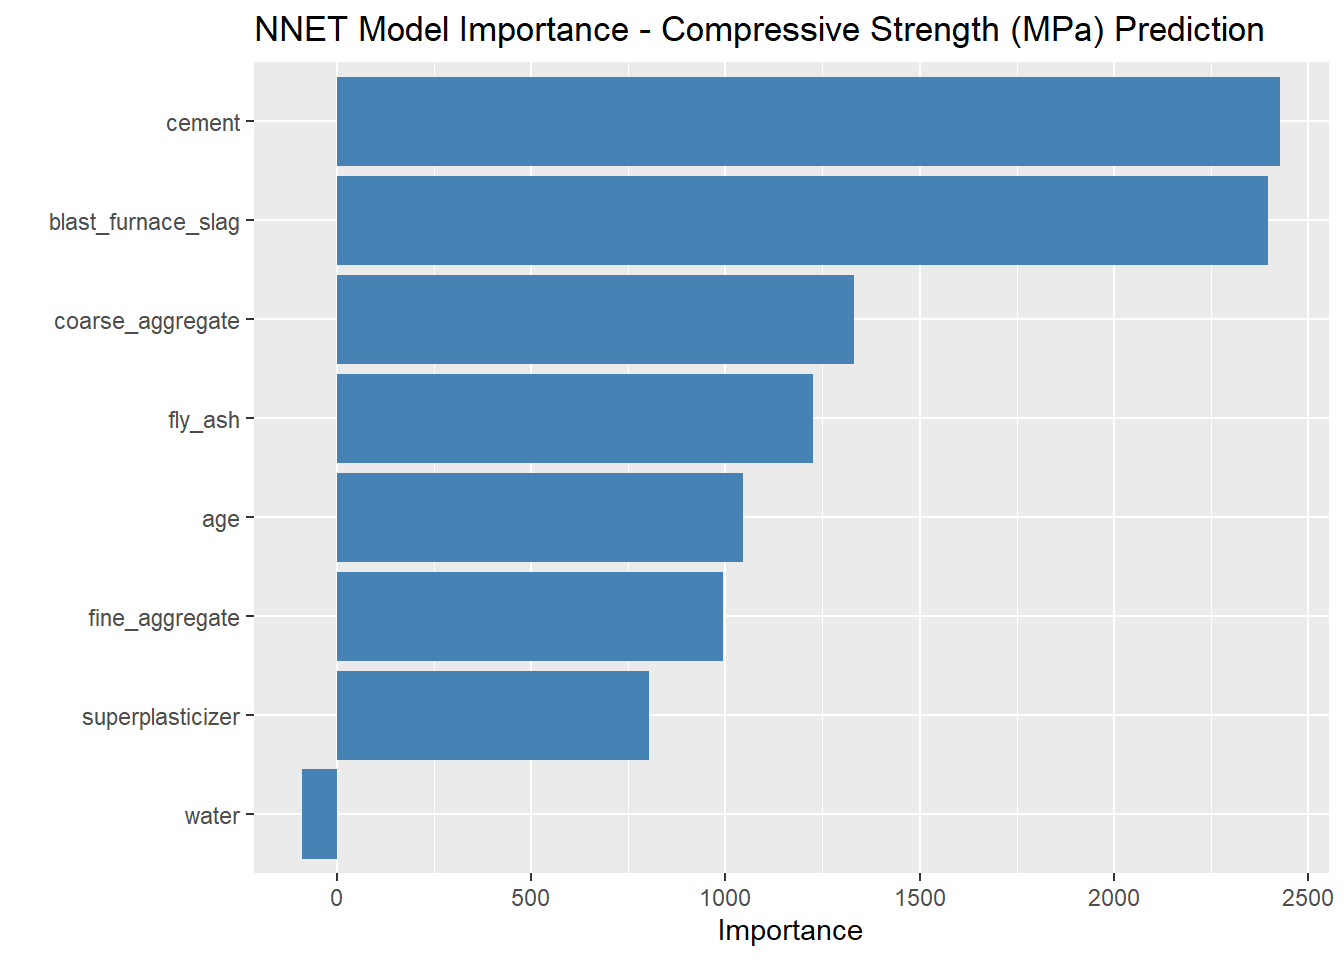 NNET Model Importance - Compressive Strength (MPa) Prediction
cement
blast_furnace_slag
coarse_aggregate
fly_ash
age
fine_aggregate
superplasticizer
water
0 500 1000 1500 2000 2500
Importance